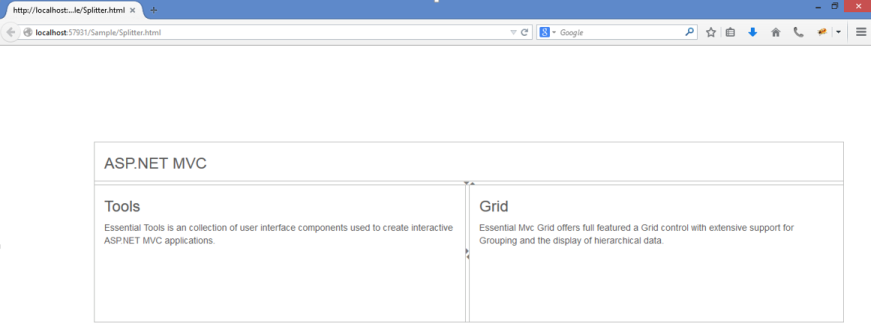 http://localhost:...le/Splitter.html
localhost:57931/Sample/Splitter.html
Google
ASP.NET MVC
Tools
Essential Tools is an collection of user interface components used to create interactive
ASP.NET MVC applications.
Grid
Essential Mvc Grid offers full featured a Grid control with extensive support for
Grouping and the display of hierarchical data.